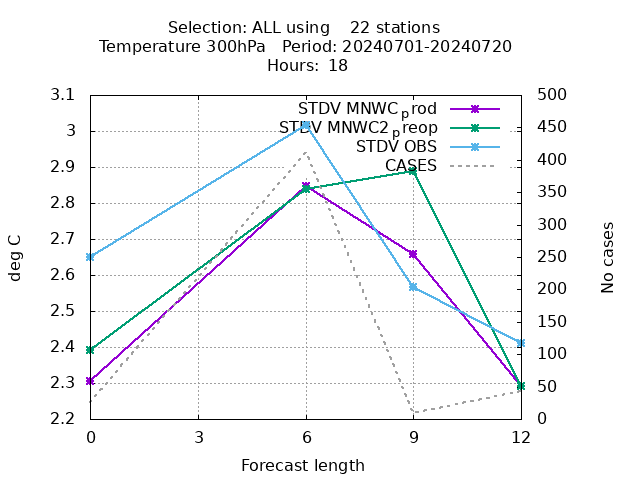 Selection: ALL using    22 stations
Temperature 300hPa   Period: 20240701-20240720
Hours:  18
3.1
3
2.9
2.8
2.7
2.6
2.5
2.4
2.3
2.2
deg C
STDV MNWCprod
STDV MNWC2preop
STDV OBS
CASES
500
450
400
350
300
250
200
150
100
50
0
No cases
0 3 6 9 12
Forecast length